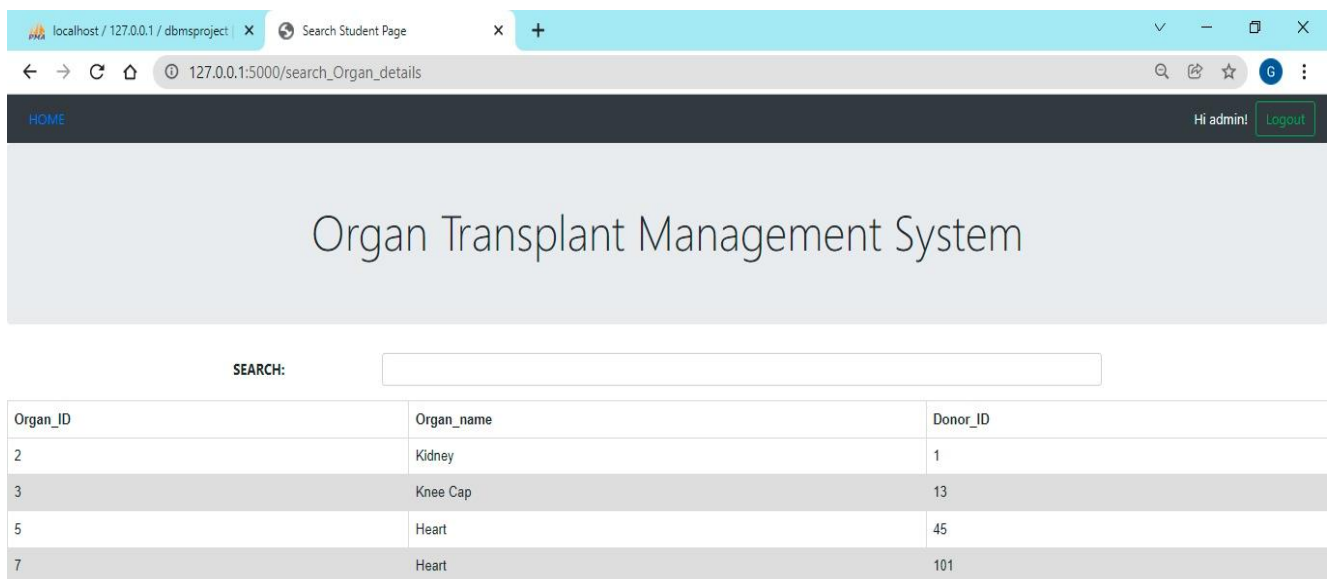 localhost / 127.0.0.1 / dbmsproject | Search Student Page
127.0.0.1:5000/search_Organ_details G
HOME Hi admin! Logout
Organ Transplant Management System
SEARCH:
Organ_ID Organ_name Donor_ID
2 Kidney 1
3 Knee Cap 13
5 Heart 45
7 Heart 101